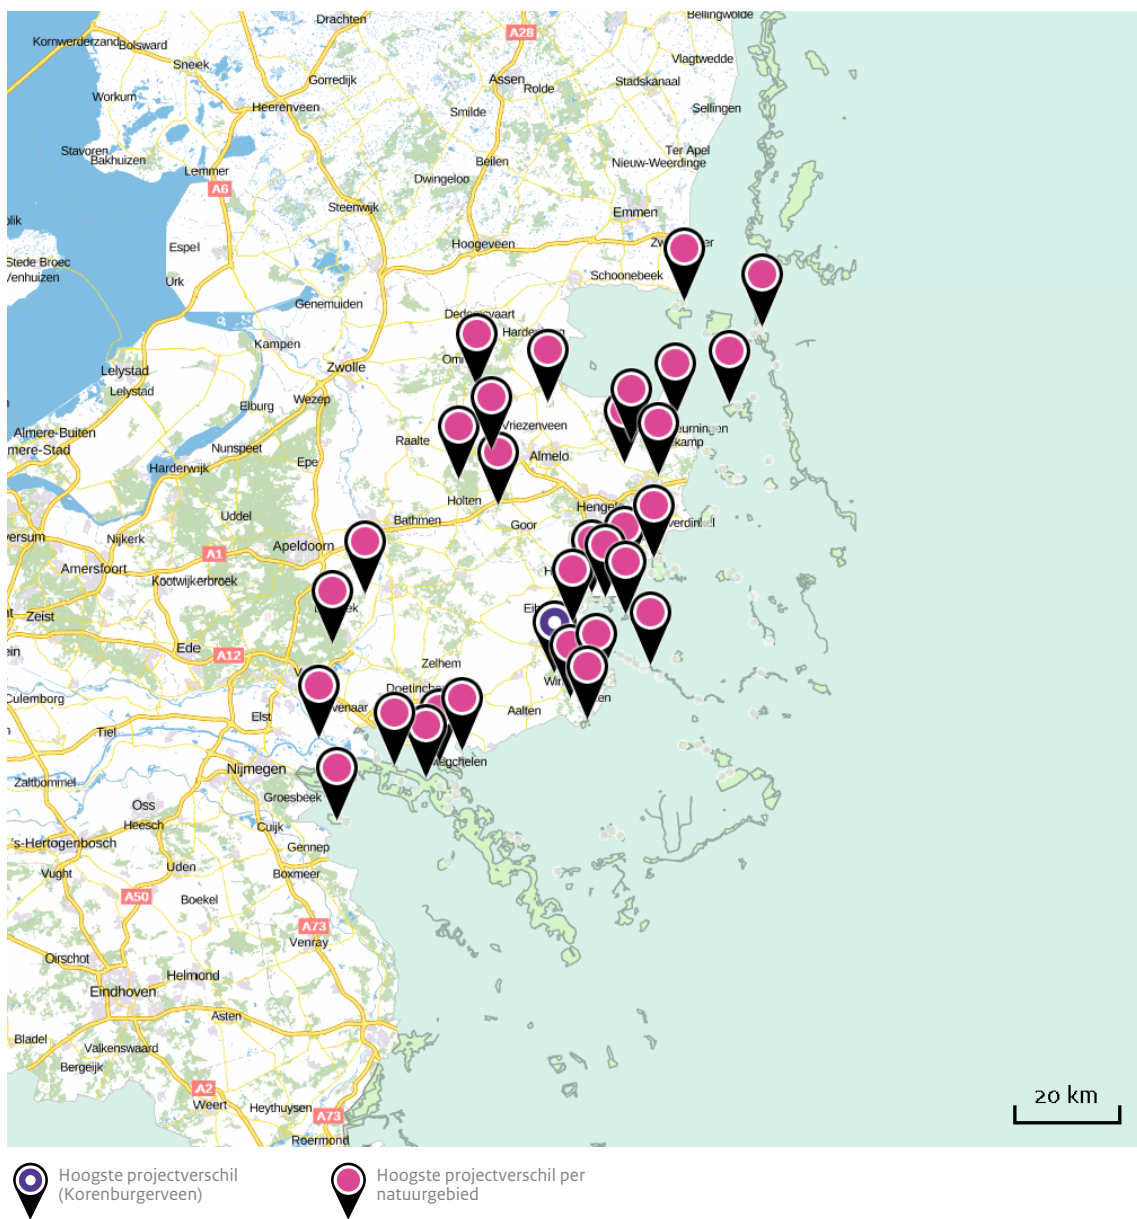 Bellingwolde
Drachten
A28
Kornwerderzand
Bolsward
Sneek
Vlagtwedde
Gorredijk
Assen
Rolde
Stadskanaal
Workum
Heerenveen
Smilde
Sellingen
Stavoren
Bakhuizen
Ter Apel
Nieuw-Weerdinge
Beilen
Lemmer
Dwingeloo
A6
Steenwijk
Emmen
Espel
Hoogeveen
Stede Broec
Venhuizen
Urk
Schoonebeek
Genemuiden
Kampen
Zwolle
Lelystad
Lelystad
Elburg
Wezep
Almere-Buiten
Raalte
Vriezenveen
Nunspeet
Almelo
Harderwijk
Epe
Holten
Uddel
Bathmen
Goor
Nijkerk
A1
Apeldoorn
Amersfoort
Kootwijkerbroek
Zeist
Ede
A12
Zelhem
Culemborg
Elst
Aalten
Tiel
Nijmegen
Zaltbommel
Groesbeek
Oss
Heesch
Cuijk
's-Hertogenbosch
Gennep
Vught
Uden
Boxmeer
A50
Boekel
A73
Venray
Oirschot
Helmond
Eindhoven
Asten
Bladel
Valkenswaard
Bergeijk
A2
Weert
Heythuysen
A73
Roermond
20 km
Hoogste projectverschil
(Korenburgerveen)
Hoogste projectverschil per
natuurgebied